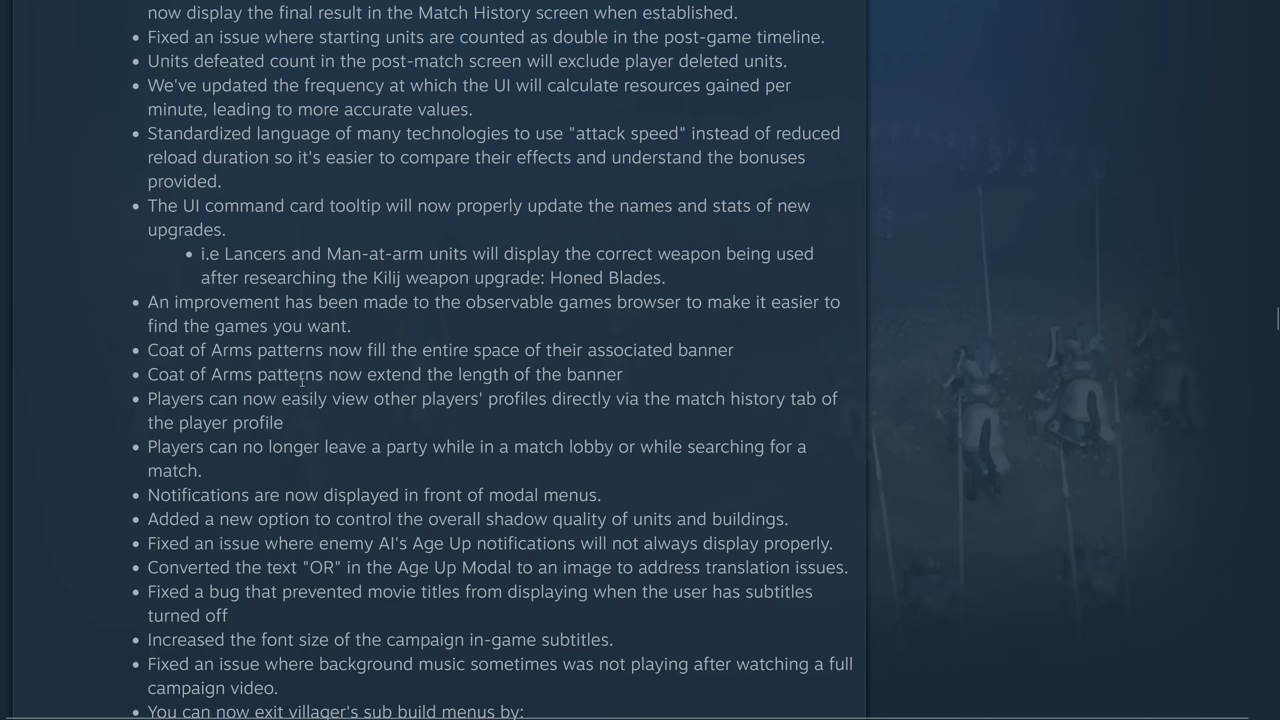 now display the final result in the Match History screen when established.
• Fixed an issue where starting units are counted as double in the post-game timeline.
• Units defeated count in the post-match screen will exclude player deleted units.
• We've updated the frequency at which the UI will calculate resources gained per
minute, leading to more accurate values.
• Standardized language of many technologies to use "attack speed" instead of reduced
reload duration so it's easier to compare their effects and understand the bonuses
provided.
• The UI command card tooltip will now properly update the names and stats of new
upgrades.
• i.e Lancers and Man-at-arm units will display the correct weapon being used
after researching the Kilij weapon upgrade: Honed Blades.
• An improvement has been made to the observable games browser to make it easier to
find the games you want.
• Coat of Arms patterns now fill the entire space of their associated banner
• Coat of Arms patterns now extend the length of the banner
• Players can now easily view other players' profiles directly via the match history tab of
the player profile
• Players can no longer leave a party while in a match lobby or while searching for a
match.
• Notifications are now displayed in front of modal menus.
• Added a new option to control the overall shadow quality of units and buildings.
• Fixed an issue where enemy AI's Age Up notifications will not always display properly.
• Converted the text "OR" in the Age Up Modal to an image to address translation issues.
• Fixed a bug that prevented movie titles from displaying when the user has subtitles
turned off
• Increased the font size of the campaign in-game subtitles.
• Fixed an issue where background music sometimes was not playing after watching a full
campaign video.
• You can now exit villager's sub build menus by: